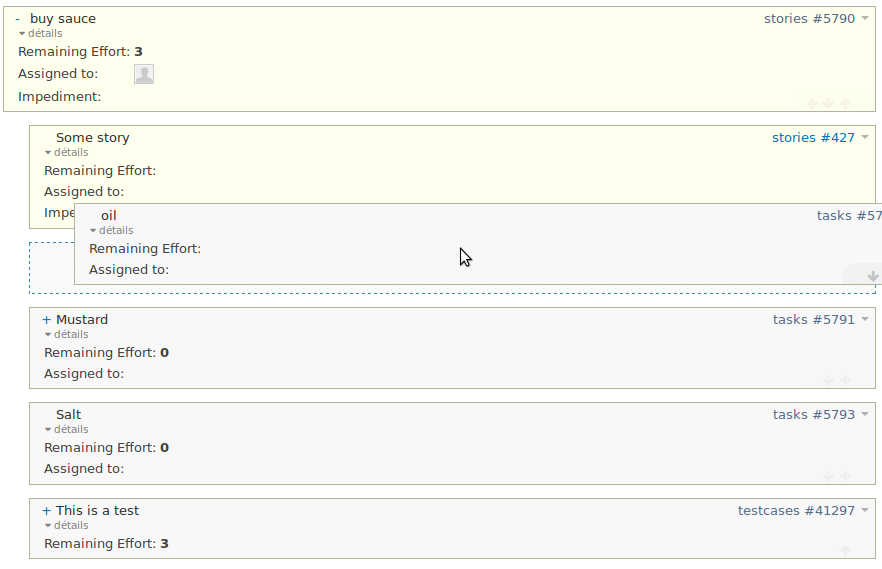 - buy sauce stories #5790
détails
Remaining Effort: 3
Assigned to:
Impediment:
Some story stories #427
détails
Remaining Effort:
Assigned to:
Impe
oil tasks #57
détails
Remaining Effort:
Assigned to:
+ Mustard tasks #5791
détails
Remaining Effort: 0
Assigned to:
Salt tasks #5793
détails
Remaining Effort: 0
Assigned to:
+ This is a test testcases #41297
détails
Remaining Effort: 3